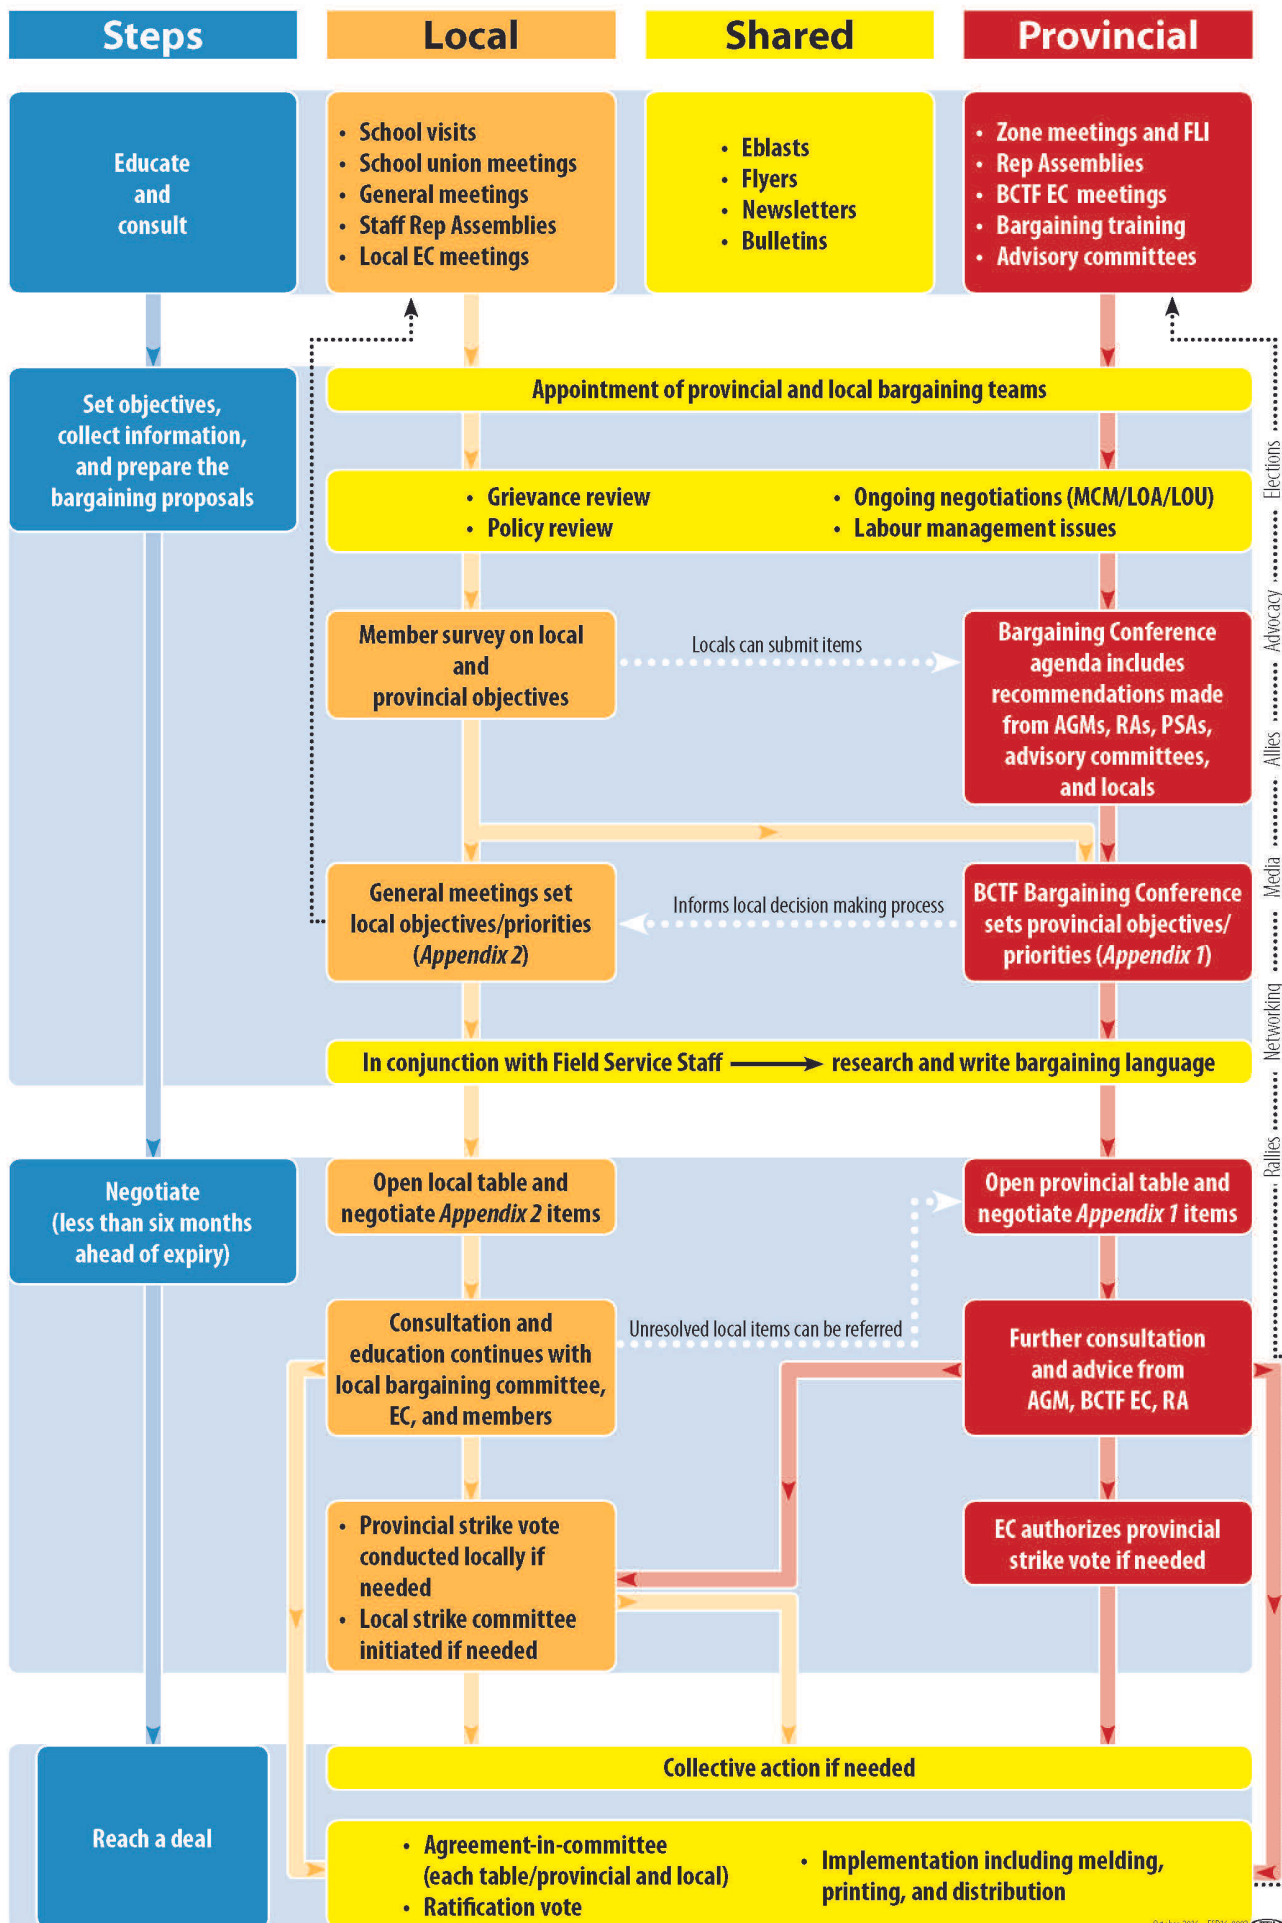 Steps
Local
Shared
Provincial
Educate
and
consult
• School visits
• School union meetings
• General meetings
• Staff Rep Assemblies
• Local EC meetings
• Eblasts
• Flyers
• Newsletters
• Bulletins
• Zone meetings and FLI
• Rep Assemblies
• BCTF EC meetings
• Bargaining training
• Advisory committees
Set objectives,
collect information,
and prepare the
bargaining proposals
Appointment of provincial and local bargaining teams
• Grievance review
• Policy review
• Ongoing negotiations (MCM/LOA/LOU)
• Labour management issues
Member survey on local
and
provincial objectives
Locals can submit items
Bargaining Conference
agenda includes
recommendations made
from AGMs, RAs, PSAs,
advisory committees,
and locals
General meetings set
local objectives/priorities
(Appendix 2)
Informs local decision making process
BCTF Bargaining Conference
sets provincial objectives/
priorities (Appendix 1)
In conjunction with Field Service Staff
research and write bargaining language
Negotiate
(less than six months
ahead of expiry)
Open local table and
negotiate Appendix 2 items
Open provincial table and
negotiate Appendix 1 items
Consultation and
education continues with
local bargaining committee,
EC, and members
Unresolved local items can be referred
Further consultation
and advice from
AGM, BCTF EC, RA
• Provincial strike vote
conducted locally if
needed
• Local strike committee
initiated if needed
EC authorizes provincial
strike vote if needed
Reach a deal
Collective action if needed
• Agreement-in-committee
(each table/provincial and local)
• Ratification vote
• Implementation including melding,
printing, and distribution
Rallies
Networking
Media
Allies
Advocacy
Elections